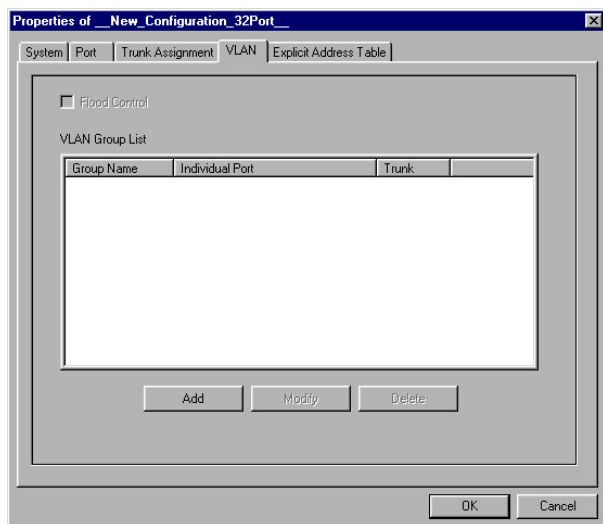 Properties of __New_Configuration_32Port__
System Port Trunk Assignment VLAN Explicit Address Table
Flood Control
VLAN Group List
Group Name Individual Port Trunk
Add Modify Delete
OK Cancel